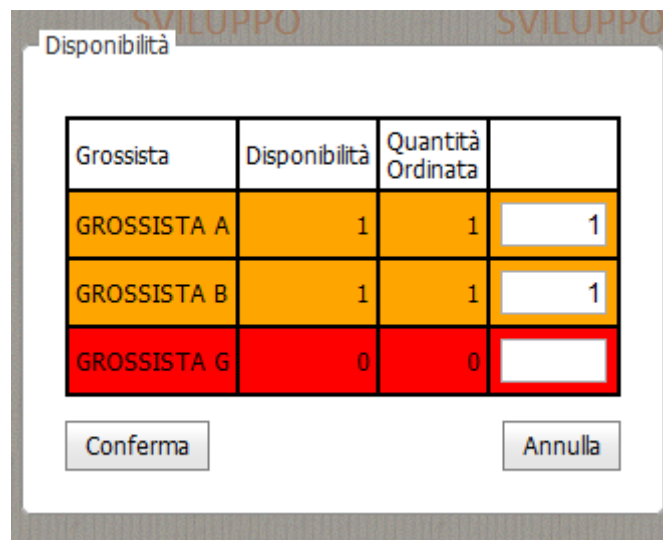 SVILUPPO SVILUPPO
Disponibilità
Grossista Disponibilità Quantità Ordinata
GROSSISTA A 1 1 1
GROSSISTA B 1 1 1
GROSSISTA G 0 0
Conferma Annulla